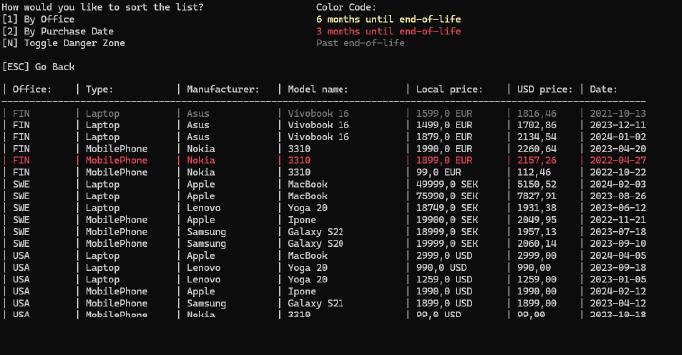 How would you like to sort the list? Color Code:
[1] By Office 6 months until end-of-life
[2] By Purchase Date 3 months until end-of-life
[N] Toggle Danger Zone Past end-of-life
[ESC] Go Back
| Office: | Type: | Manufacturer: | Model name: | Local price: | USD price: | Date:
| FIN | Laptop | Asus | Vivobook 16 | 1599,0 EUR | 1816,46 | 2021-10-13
| FIN | Laptop | Asus | Vivobook 16 | 1499,0 EUR | 1702,86 | 2023-12-11
| FIN | Laptop | Asus | Vivobook 16 | 1879,0 EUR | 2134,54 | 2024-01-02
| FIN | MobilePhone | Nokia | 3310 | 1990,0 EUR | 2260,64 | 2023-04-20
| FIN | MobilePhone | Nokia | 3310 | 1899,0 EUR | 2157,26 | 2022-04-27
| FIN | MobilePhone | Nokia | 3310 | 99,0 EUR | 112,46 | 2022-10-22
| SWE | Laptop | Apple | MacBook | 49999,0 SEK | 5150,52 | 2024-02-03
| SWE | Laptop | Apple | MacBook | 75990,0 SEK | 7827,91 | 2023-08-26
| SWE | Laptop | Lenovo | Yoga 20 | 18749,0 SEK | 1931,38 | 2023-06-12
| SWE | MobilePhone | Apple | Ipone | 19900,0 SEK | 2049,95 | 2022-11-21
| SWE | MobilePhone | Samsung | Galaxy S22 | 18999,0 SEK | 1957,13 | 2023-07-18
| SWE | MobilePhone | Samsung | Galaxy S20 | 19999,0 SEK | 2060,14 | 2023-09-10
| USA | Laptop | Apple | MacBook | 2999,0 USD | 2999,00 | 2024-04-05
| USA | Laptop | Lenovo | Yoga 20 | 990,0 USD | 990,00 | 2023-09-18
| USA | Laptop | Lenovo | Yoga 20 | 1259,0 USD | 1259,00 | 2023-01-05
| USA | MobilePhone | Apple | Ipone | 1990,0 USD | 1990,00 | 2024-02-12
| USA | MobilePhone | Samsung | Galaxy S21 | 1899,0 USD | 1899,00 | 2023-04-12
| USA | MobilePhone | Nokia | 3310 | 99,0 USD | 99,00 | 2023-10-18